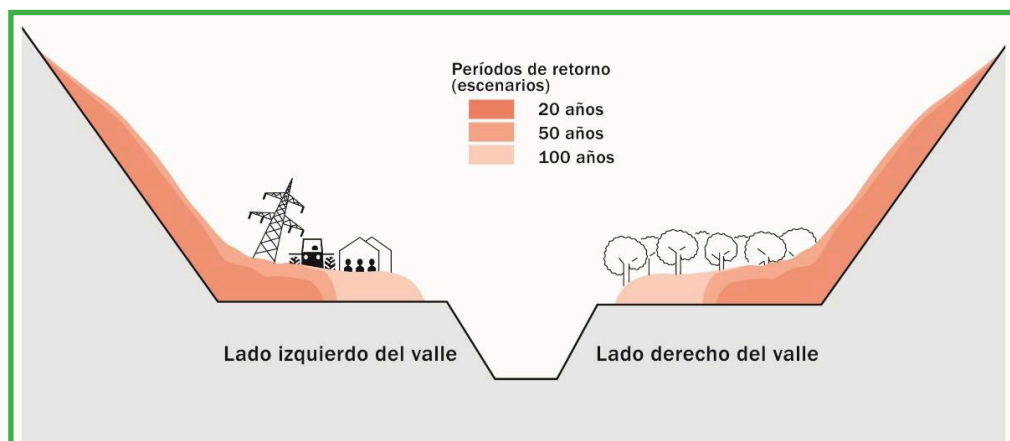 Períodos de retorno
(escenarios)
20 años
50 años
100 años
Lado izquierdo del valle
Lado derecho del valle